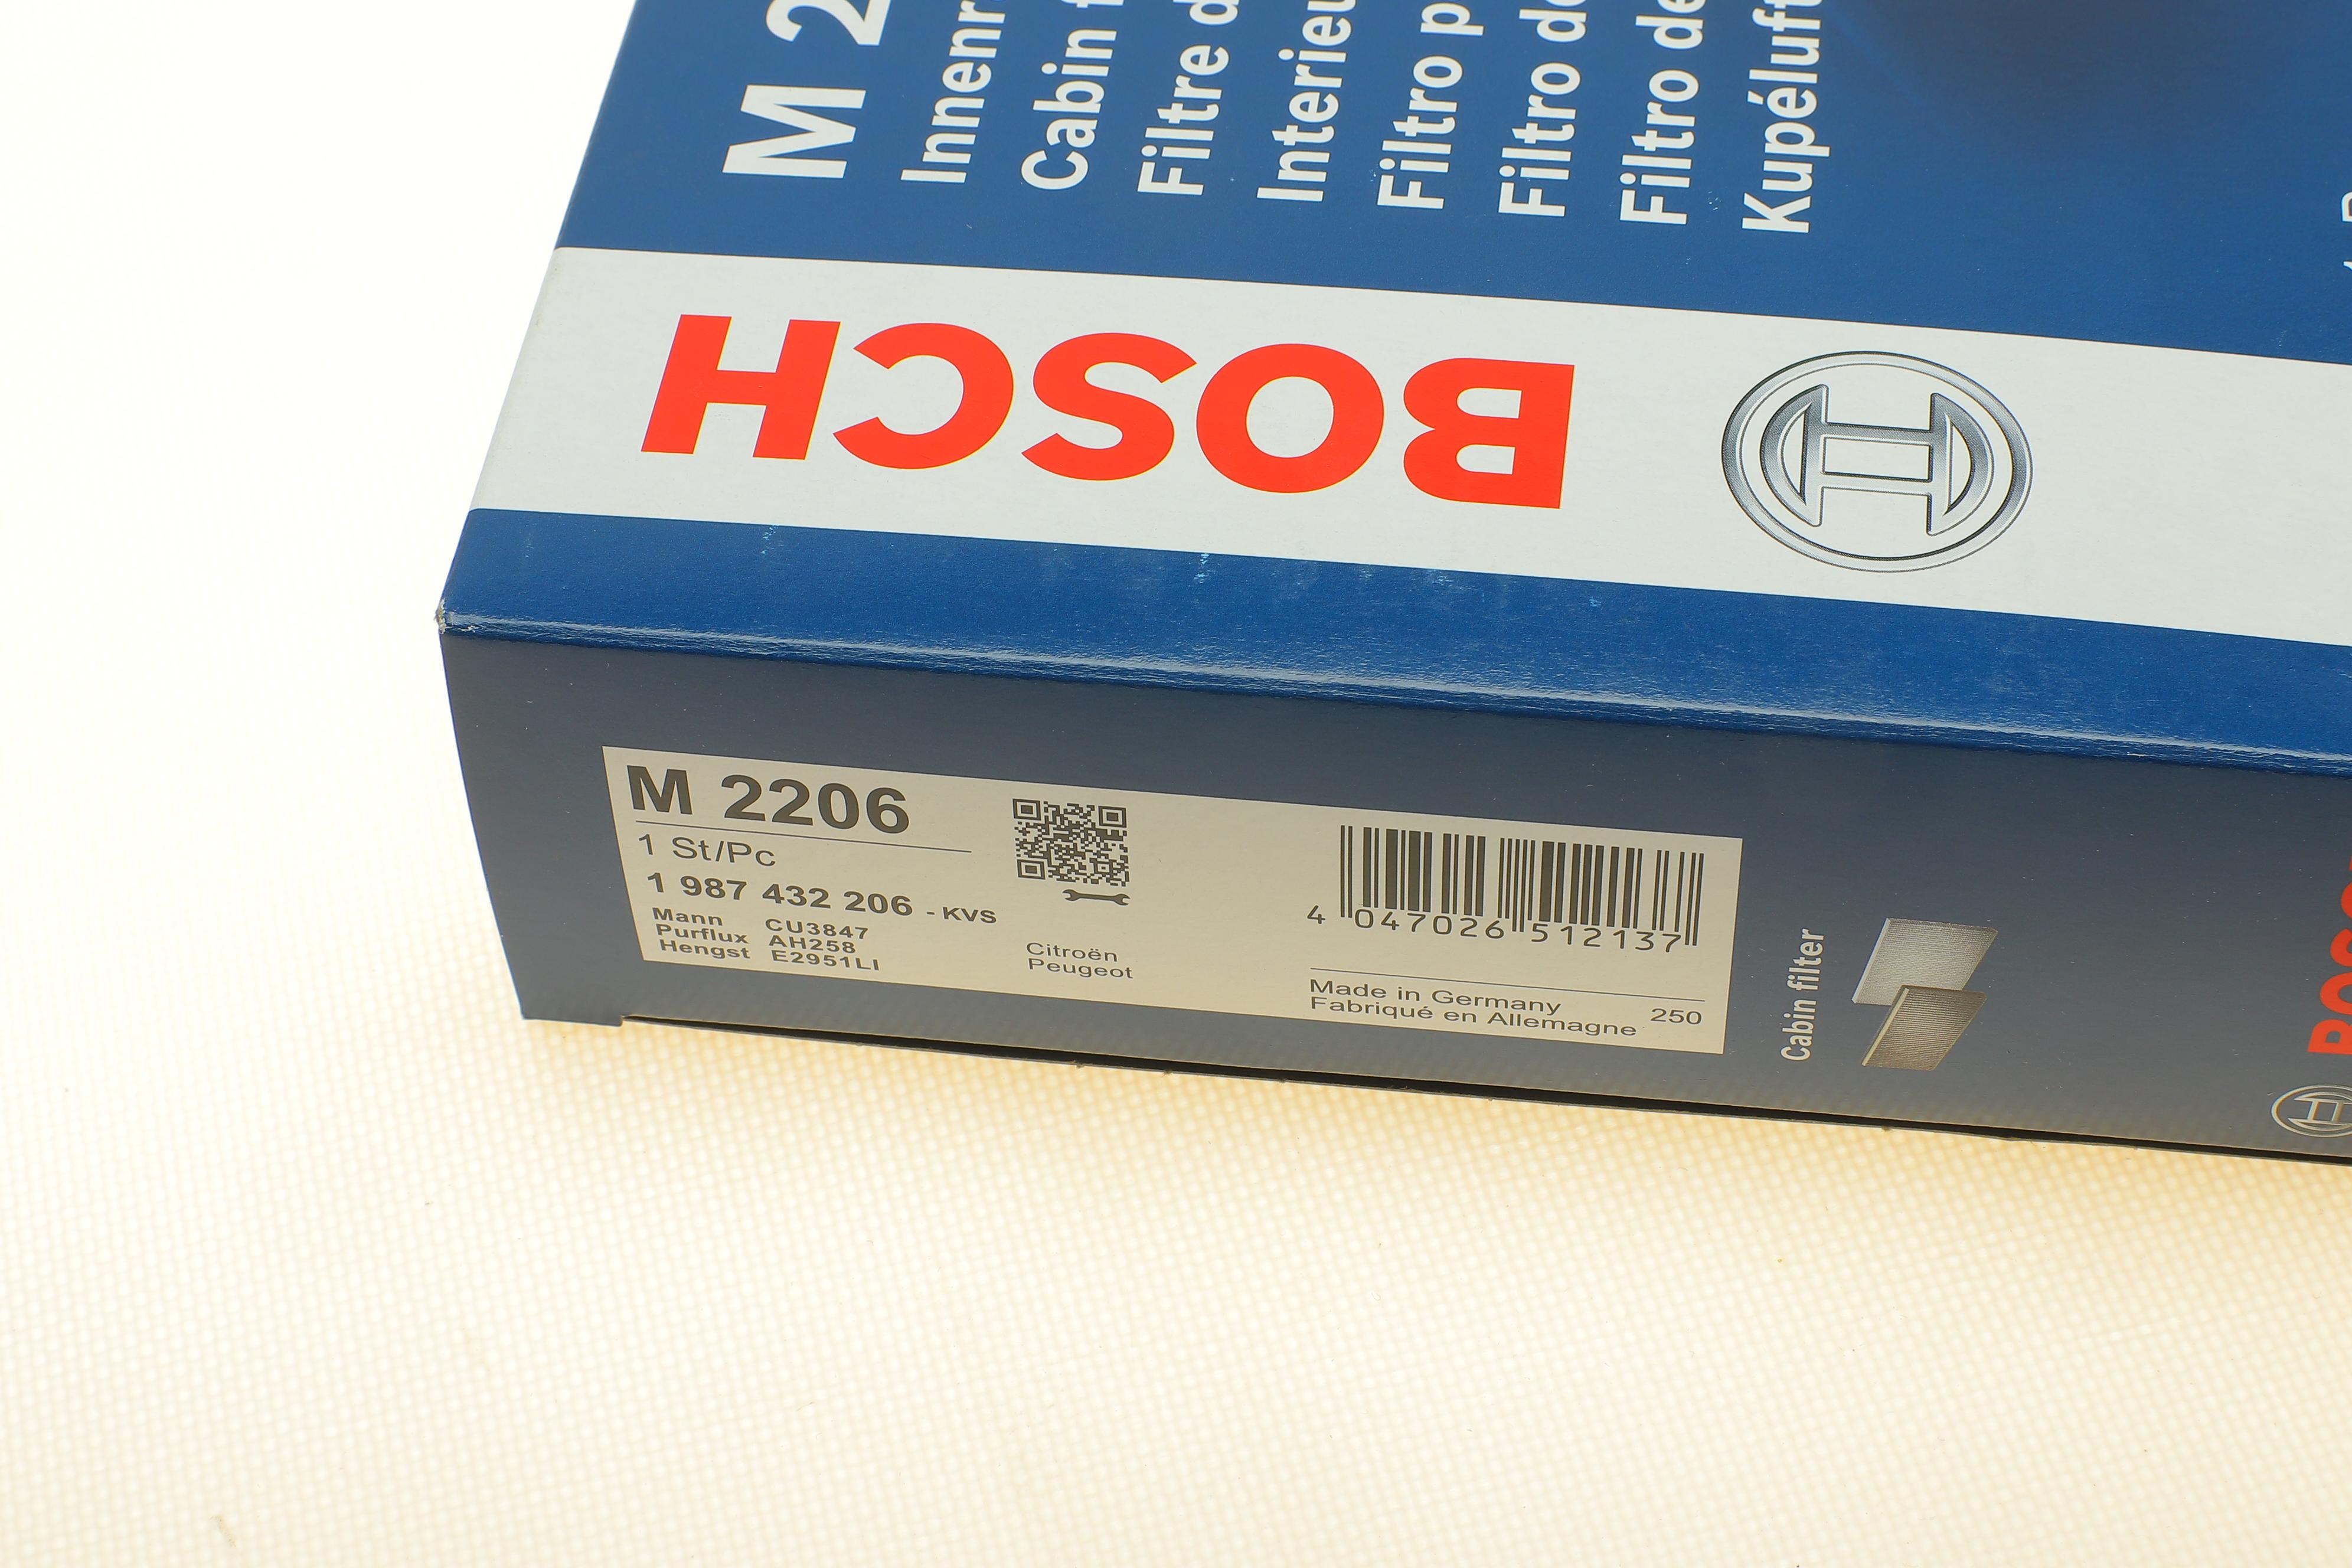 M 2
Innenr
Cabin f
Filtre d
Interieu
Filtro p
Filtro de
Filtro de
Kupéluft
BOSCH
M 2206
1 St/Pc
1 987 432 206 - KVS
Mann CU3847
Purflux AH258
Hengst E2951LI
Citroën
Peugeot
4 047026 512137
Made in Germany
Fabriqué en Allemagne 250
Cabin filter
BOSCH